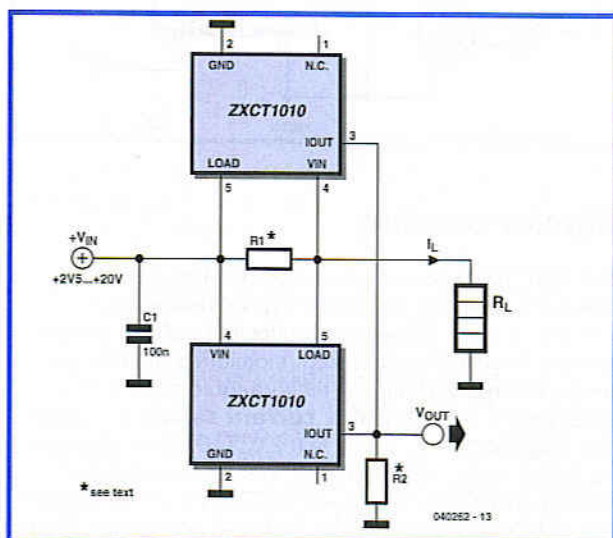 2
1
GND
N.C.
ZXCT1010
IOUT
3
LOAD
VIN
5
4
R1*
+VIN
IL
+2V5...+20V
RL
C1
100n
4
5
VIN
LOAD
ZXCT1010
VOUT
IOUT
3
GND
N.C.
*
R2
2
1
*see text
040262 - 13